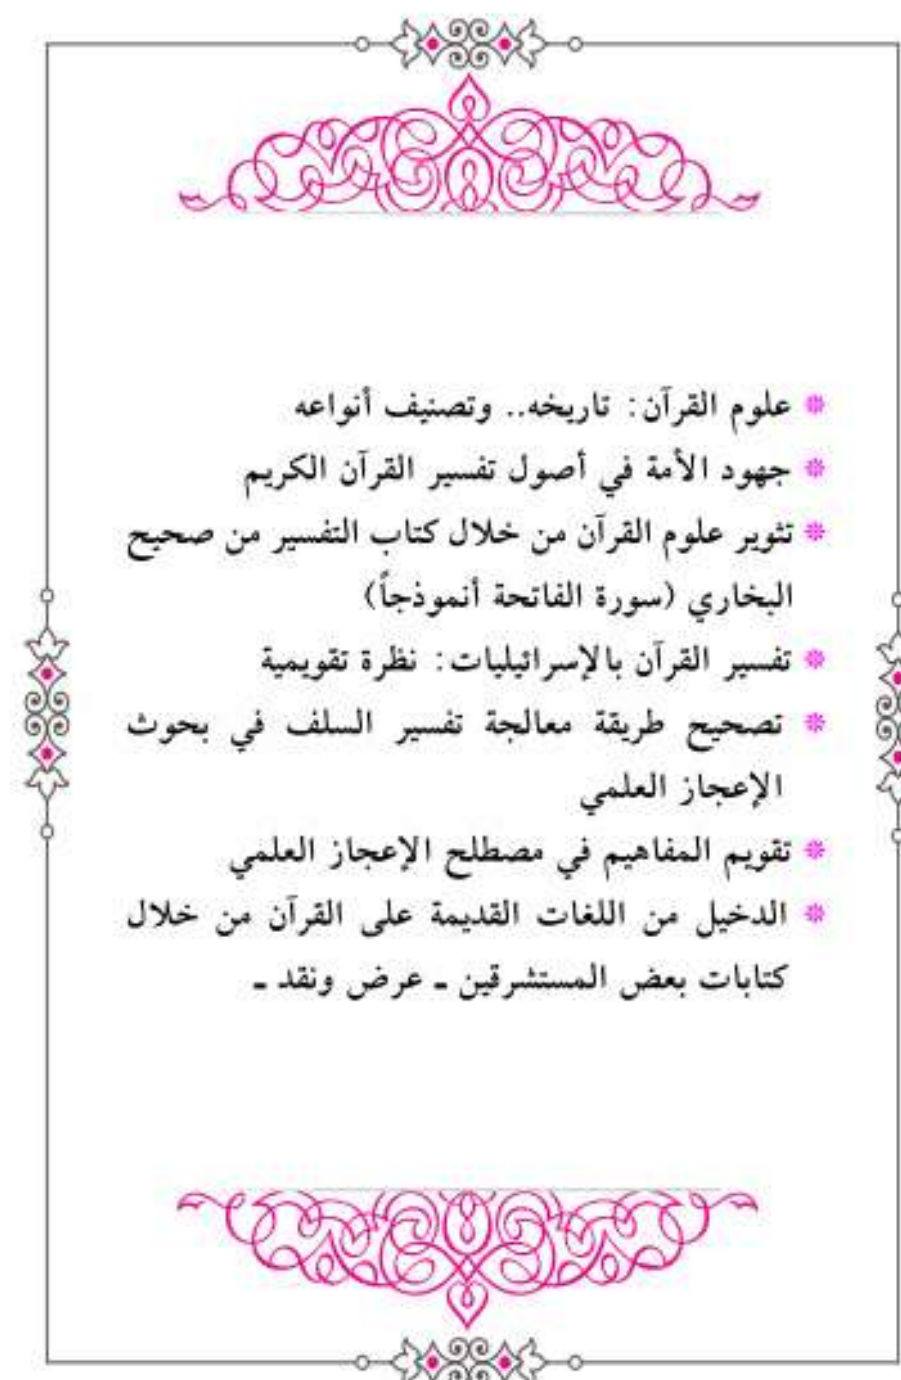 * علوم القرآن: تاريخه.. وتصنيف أنواعه
* جهود الأمة في أصول تفسير القرآن الكريم
* تثوير علوم القرآن من خلال كتاب التفسير من صحيح
البخاري (سورة الفاتحة أنموذجاً)
* تفسير القرآن بالإسرائيليات: نظرة تقويمية
* تصحيح طريقة معالجة تفسير السلف في بحوث
الإعجاز العلمي
* تقويم المفاهيم في مصطلح الإعجاز العلمي
* الدخيل من اللغات القديمة على القرآن من خلال
كتابات بعض المستشرقين ـ عرض ونقد ـ